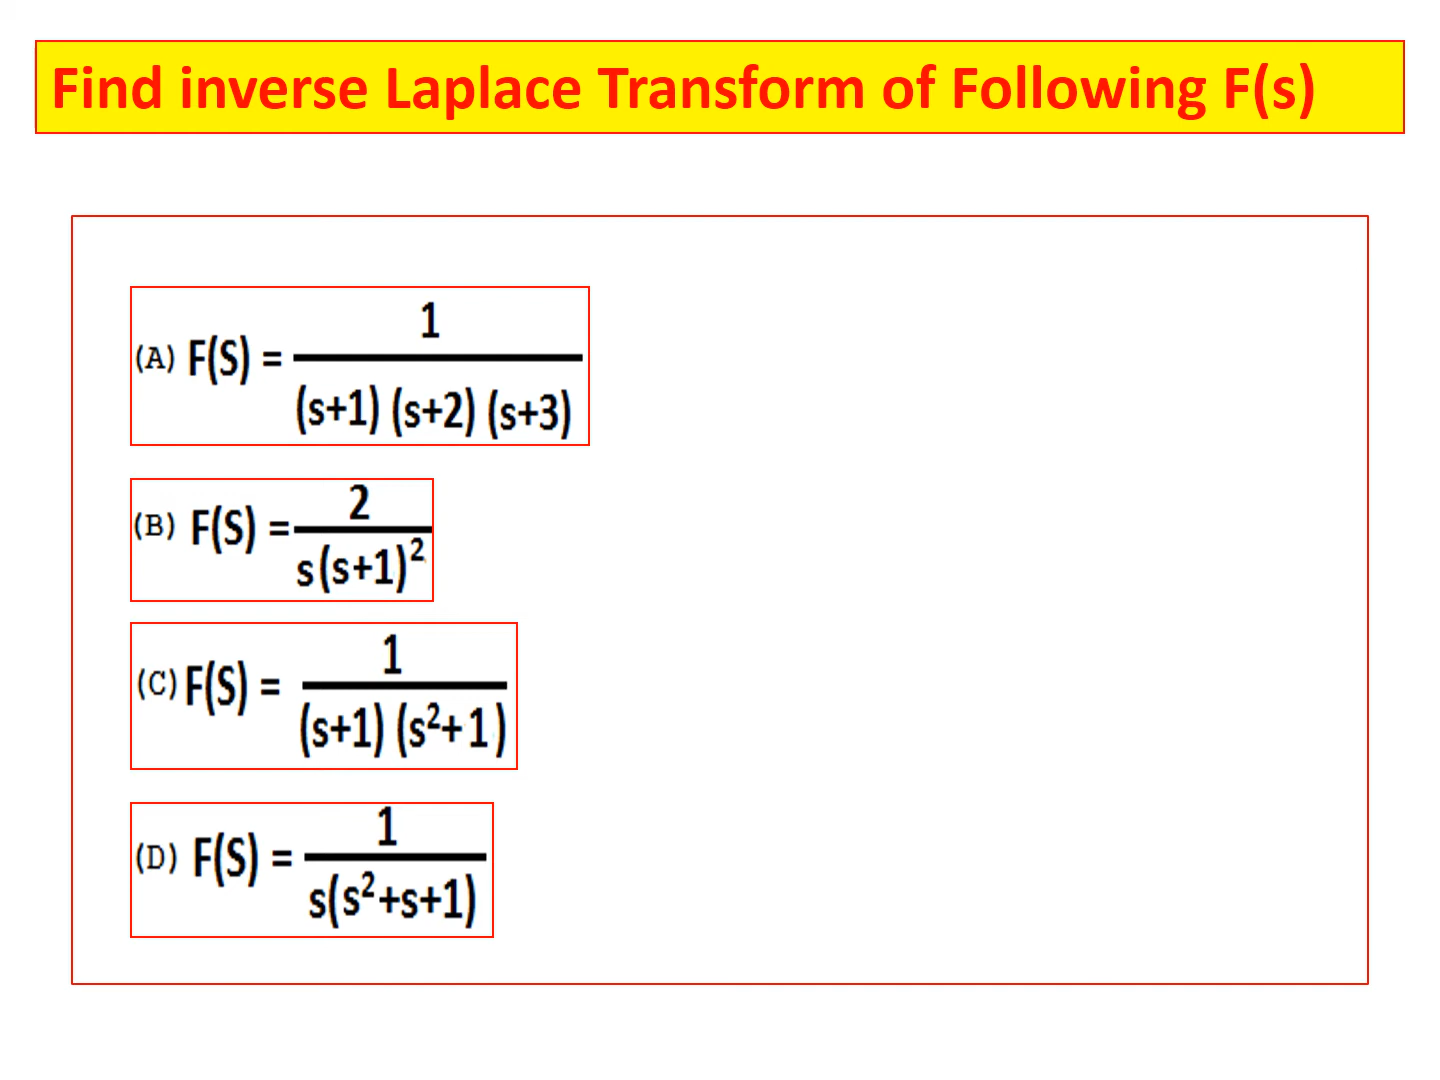 Find inverse Laplace Transform of Following F(s)
(A) F(S) = 1 / (s+1) (s+2) (s+3)
(B) F(S) = 2 / s(s+1)²
(C) F(S) = 1 / (s+1) (s²+1)
(D) F(S) = 1 / s(s²+s+1)